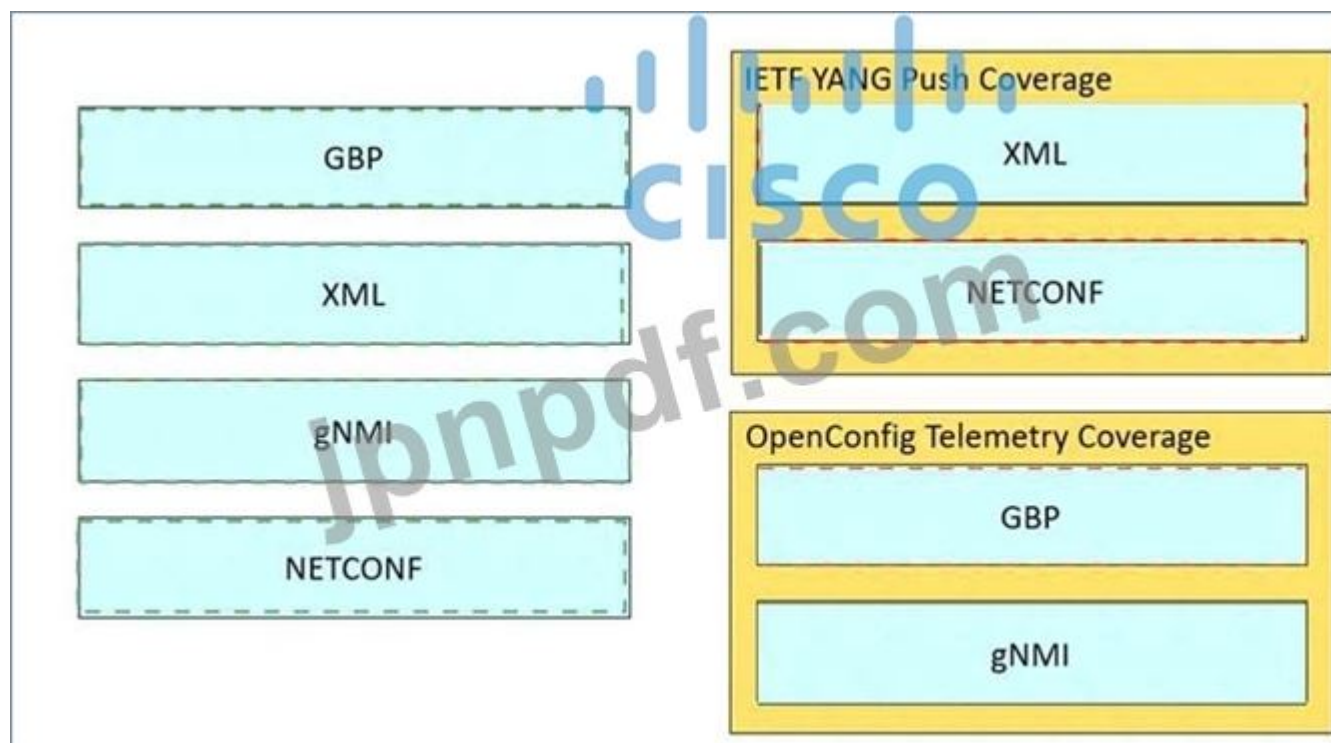 GBP
XML
gNMI
NETCONF
IETF YANG Push Coverage
XML
NETCONF
OpenConfig Telemetry Coverage
GBP
gNMI
CISCO
jpnpdf.com